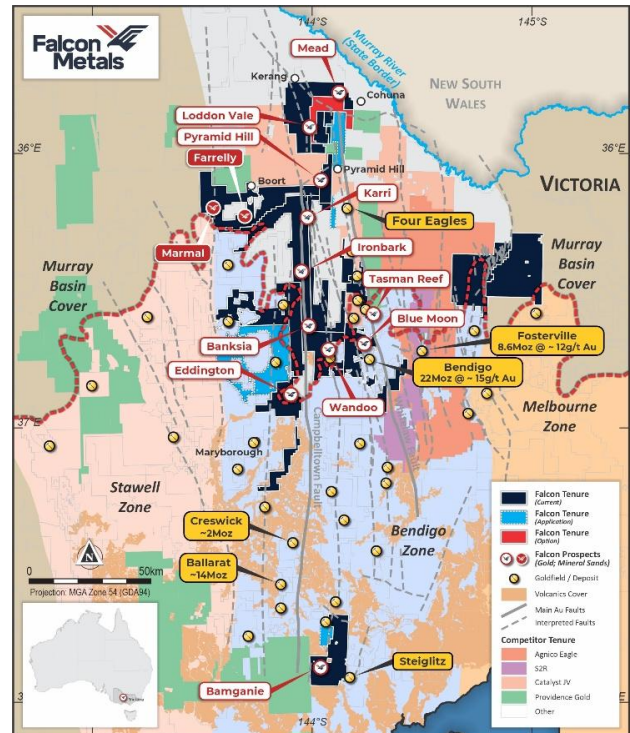 144°S
145°S
Falcon
Metals
Mead
Murray River
(State Border)
NEW SOUTH
WALES
Kerang
Cohuna
Loddon Vale
36°E
36°E
Pyramid Hill
Pyramid Hill
Farrelly
Boort
Karri
VICTORIA
Four Eagles
Marmal
Ironbark
Murray
Basin
Cover
Murray
Basin
Cover
Tasman Reef
Banksia
Blue Moon
Fosterville
8.6Moz @ ~ 12g/t Au
Eddington
Bendigo
22Moz @ ~ 15g/t Au
Wandoo
37°E
Melbourne
Zone
Campbelltown Fault
Maryborough
Stawell
Zone
Creswick
~2Moz
Bendigo
Zone
N
0
50km
Projection: MGA Zone 54 (GDA94)
Ballarat
~14Moz
Steiglitz
Bamganie
144°S
Falcon Tenure
(Current)
Falcon Tenure
(Application)
Falcon Tenure
(Option)
Falcon Prospects
(Gold; Mineral Sands)
Goldfield / Deposit
Volcanics Cover
Main Au Faults
Interpreted Faults
Competitor Tenure
Agnico Eagle
S2R
Catalyst JV
Providence Gold
Other